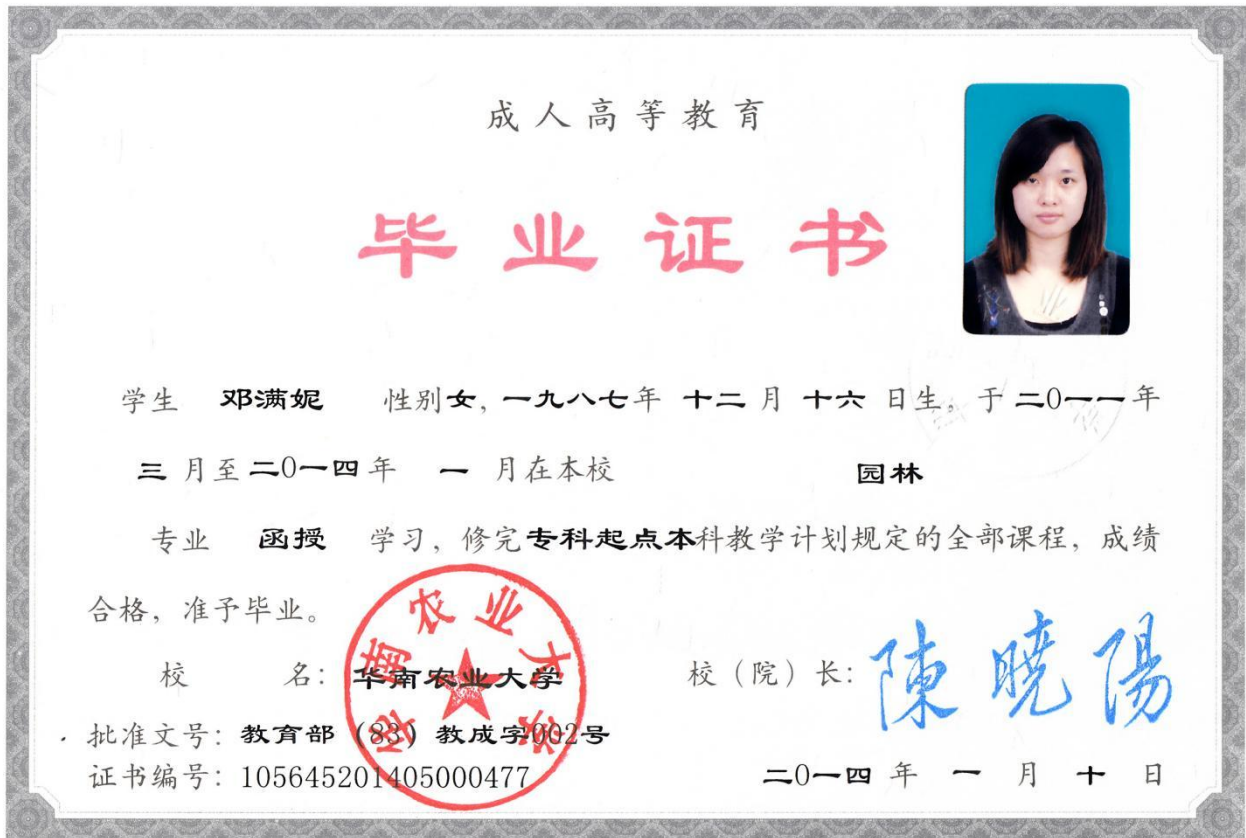 成人高等教育
毕业证书
学生 邓满妮 性别女, 一九八七年 十二 月 十六 日生。于 二0一一年
三 月至 二0一四 年 一 月在本校 园林
专业 函授 学习，修完专科起点本科教学计划规定的全部课程，成绩
合格，准予毕业。
校 名：华南农业大学
华南农业大学
校（院）长：陳曉陽
批准文号：教育部（83）教成字002号
证书编号：105645201405000477
二0一四 年 一 月 十 日